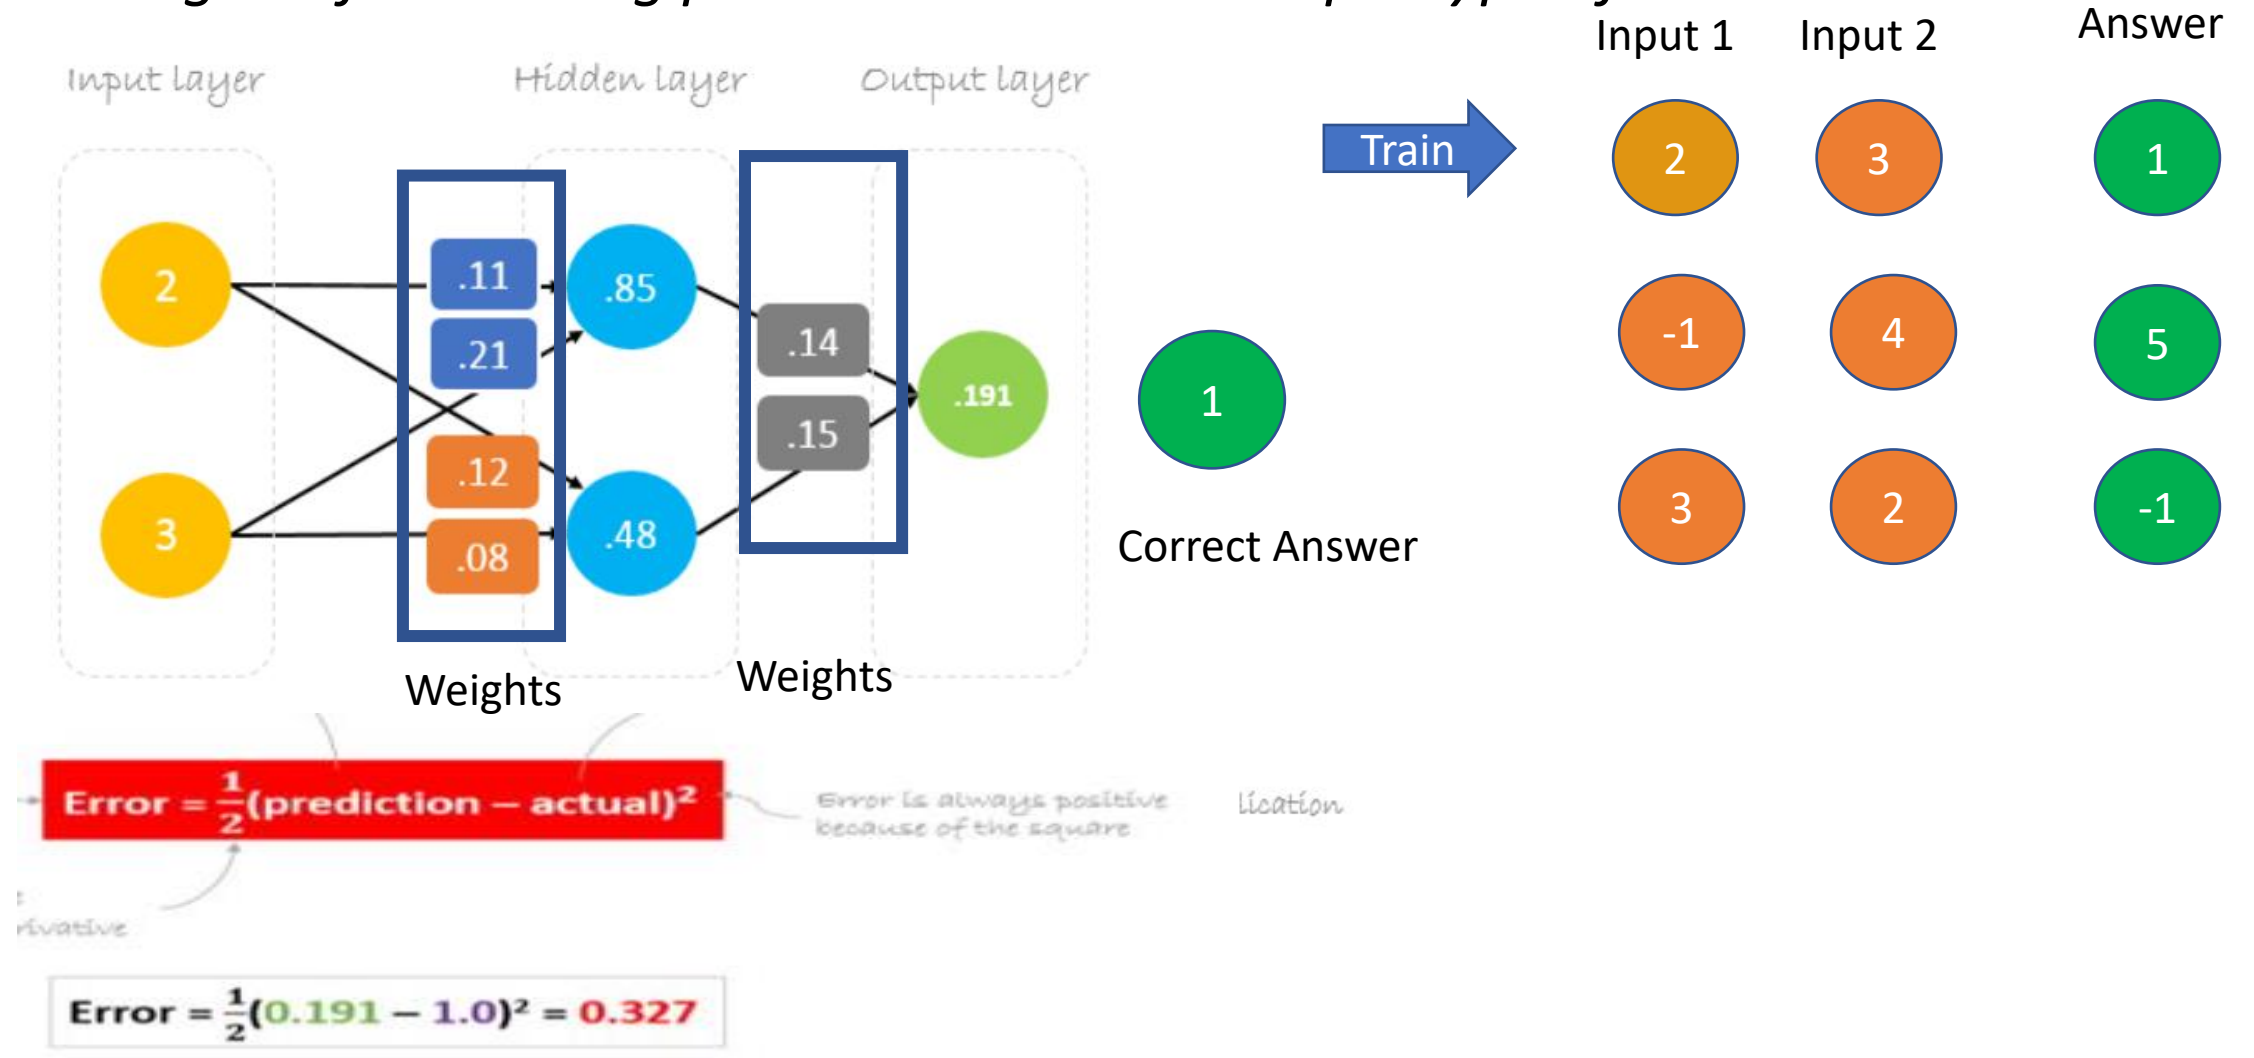 Input 1 Input 2 Answer
Input layer Hidden layer Output layer
Train
2 3 1
2 .11 .85
.21
.14
-1 4 5
.191 1
.15
.12
3 .08 .48
3 2 -1
Correct Answer
Weights Weights
Error = 1/2(prediction − actual)²
Error is always positive
because of the square
lication
rivative
Error = 1/2(0.191 − 1.0)² = 0.327